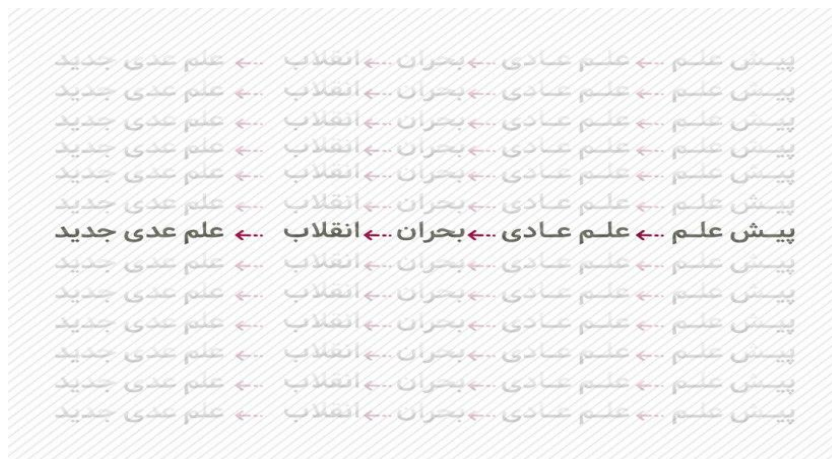 پیش علم ← علم عادی ← بحران ← انقلاب ← علم عدی جدید
پیش علم ← علم عادی ← بحران ← انقلاب ← علم عدی جدید
پیش علم ← علم عادی ← بحران ← انقلاب ← علم عدی جدید
پیش علم ← علم عادی ← بحران ← انقلاب ← علم عدی جدید
پیش علم ← علم عادی ← بحران ← انقلاب ← علم عدی جدید
پیش علم ← علم عادی ← بحران ← انقلاب ← علم عدی جدید
پیش علم ← علم عادی ← بحران ← انقلاب ← علم عدی جدید
پیش علم ← علم عادی ← بحران ← انقلاب ← علم عدی جدید
پیش علم ← علم عادی ← بحران ← انقلاب ← علم عدی جدید
پیش علم ← علم عادی ← بحران ← انقلاب ← علم عدی جدید
پیش علم ← علم عادی ← بحران ← انقلاب ← علم عدی جدید
پیش علم ← علم عادی ← بحران ← انقلاب ← علم عدی جدید
پیش علم ← علم عادی ← بحران ← انقلاب ← علم عدی جدید